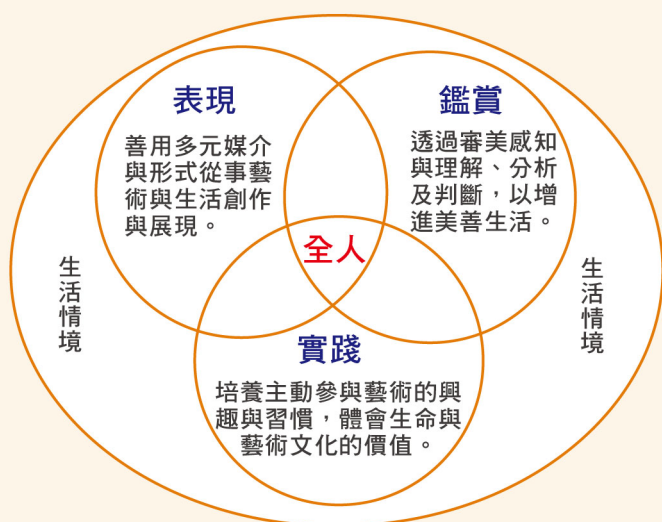 表現
善用多元媒介
與形式從事藝
術與生活創作
與展現。
鑑賞
透過審美感知
與理解、分析
及判斷，以增
進美善生活。
全人
生活情境
生活情境
實踐
培養主動參與藝術的興
趣與習慣，體會生命與
藝術文化的價值。